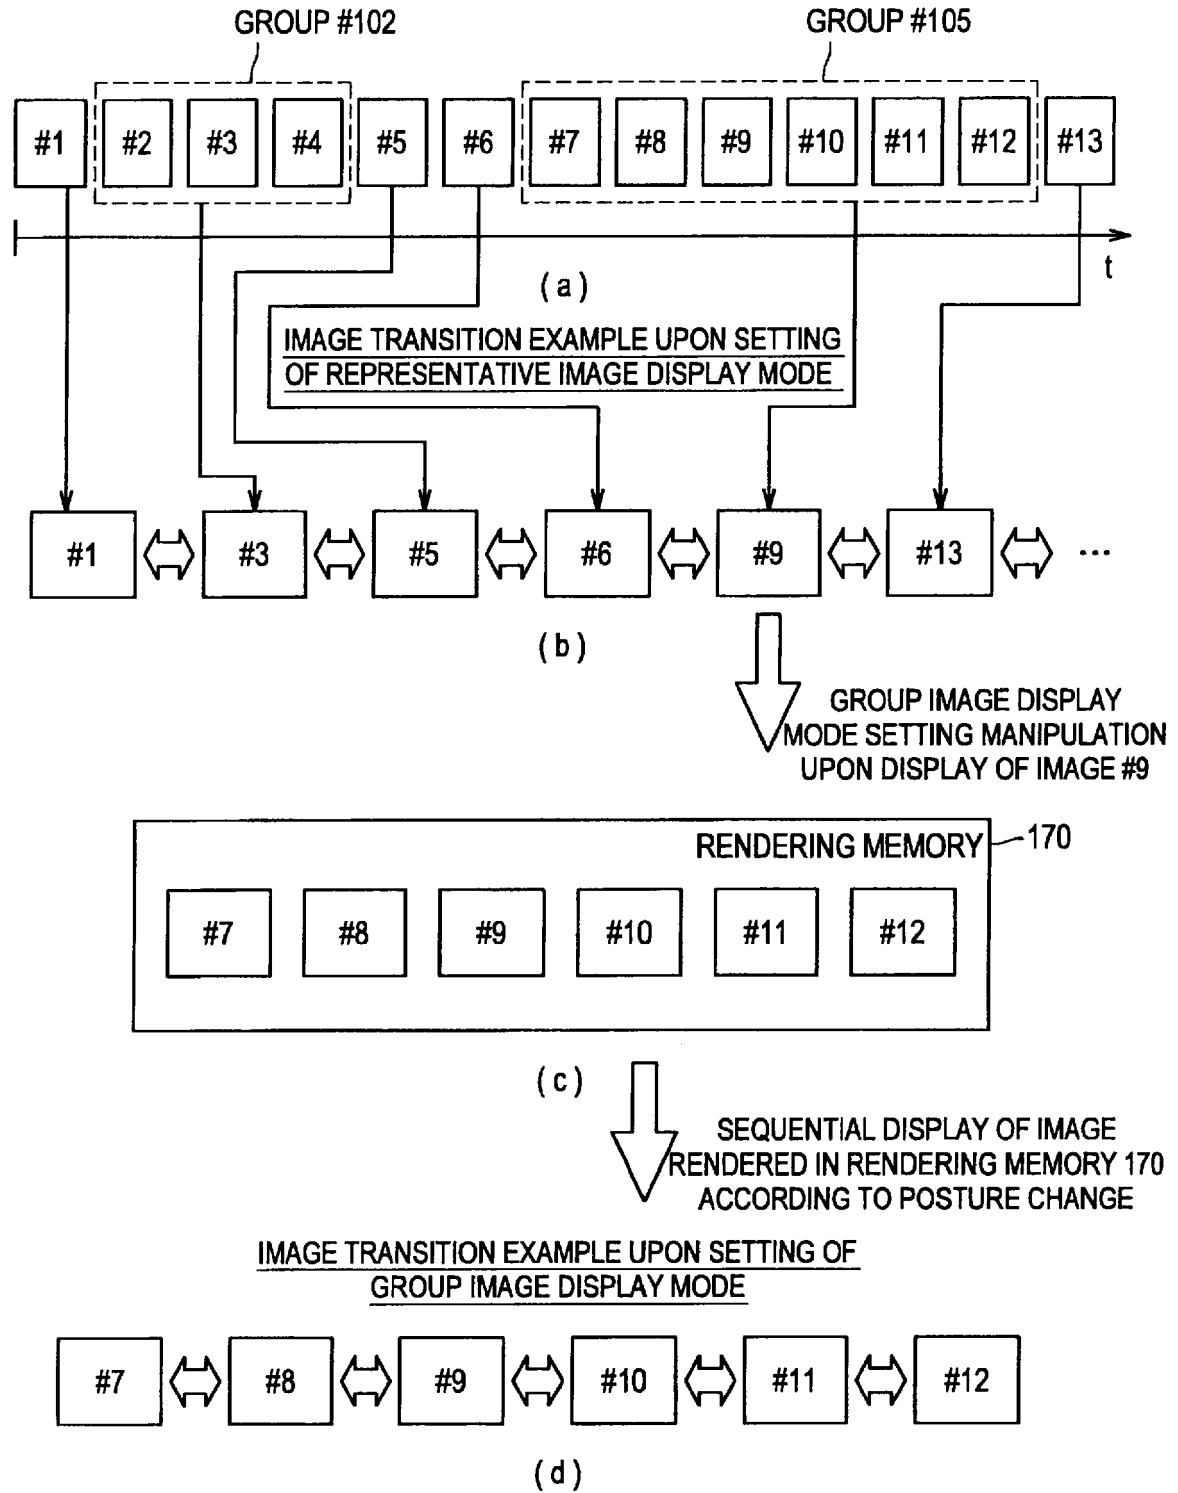 GROUP #102 GROUP #105
#1 #2 #3 #4 #5 #6 #7 #8 #9 #10 #11 #12 #13
t
(a)
IMAGE TRANSITION EXAMPLE UPON SETTING
OF REPRESENTATIVE IMAGE DISPLAY MODE
#1 #3 #5 #6 #9 #13 ...
(b)
GROUP IMAGE DISPLAY
MODE SETTING MANIPULATION
UPON DISPLAY OF IMAGE #9
RENDERING MEMORY 170
#7 #8 #9 #10 #11 #12
(c)
SEQUENTIAL DISPLAY OF IMAGE
RENDERED IN RENDERING MEMORY 170
ACCORDING TO POSTURE CHANGE
IMAGE TRANSITION EXAMPLE UPON SETTING OF
GROUP IMAGE DISPLAY MODE
#7 #8 #9 #10 #11 #12
(d)